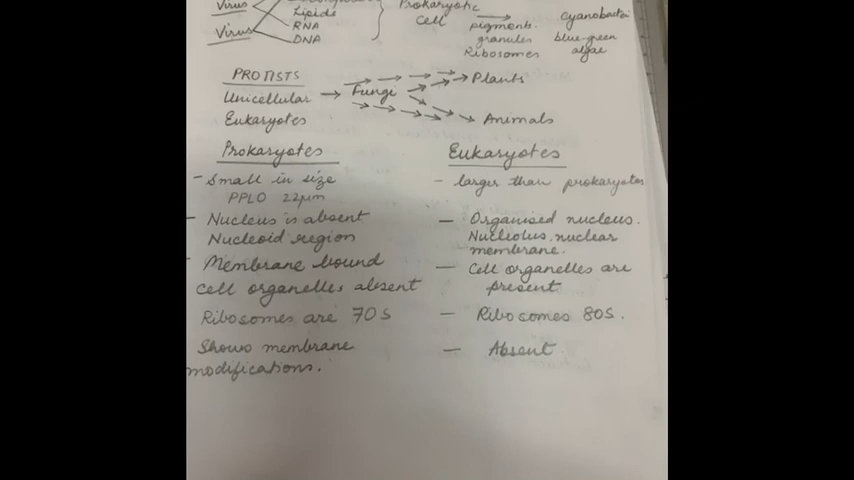 Virus
Lipids
Virus
RNA
DNA
Prokaryotic
Cell
pigments.
granules
Ribosomes
cyanobacteria
blue-green
algae
PROTISTS
Unicellular
Eukaryotes
Fungi
Plants
Animals
Prokaryotes
- Small in size
PPLO 22µm
- Nucleus is absent
Nucleoid region
- Membrane bound
cell organelles absent
Ribosomes are 70S
Shows membrane
modifications.
Eukaryotes
- larger than prokaryotes
- Organised nucleus.
Nucleolus, nuclear
membrane.
- Cell organelles are
present
- Ribosomes 80S.
- Absent